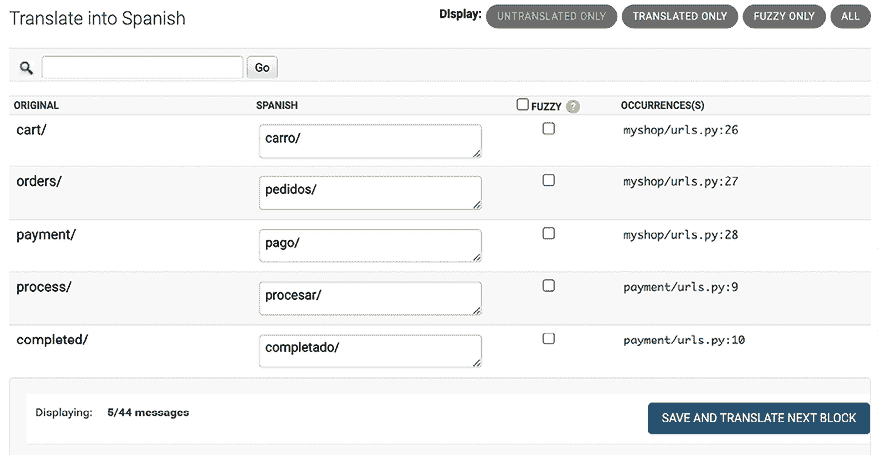 Translate into Spanish
Display: UNTRANSLATED ONLY TRANSLATED ONLY FUZZY ONLY ALL
Go
ORIGINAL SPANISH FUZZY ? OCCURRENCES(S)
cart/ carro/ myshop/urls.py:26
orders/ pedidos/ myshop/urls.py:27
payment/ pago/ myshop/urls.py:28
process/ procesar/ payment/urls.py:9
completed/ completado/ payment/urls.py:10
Displaying: 5/44 messages
SAVE AND TRANSLATE NEXT BLOCK